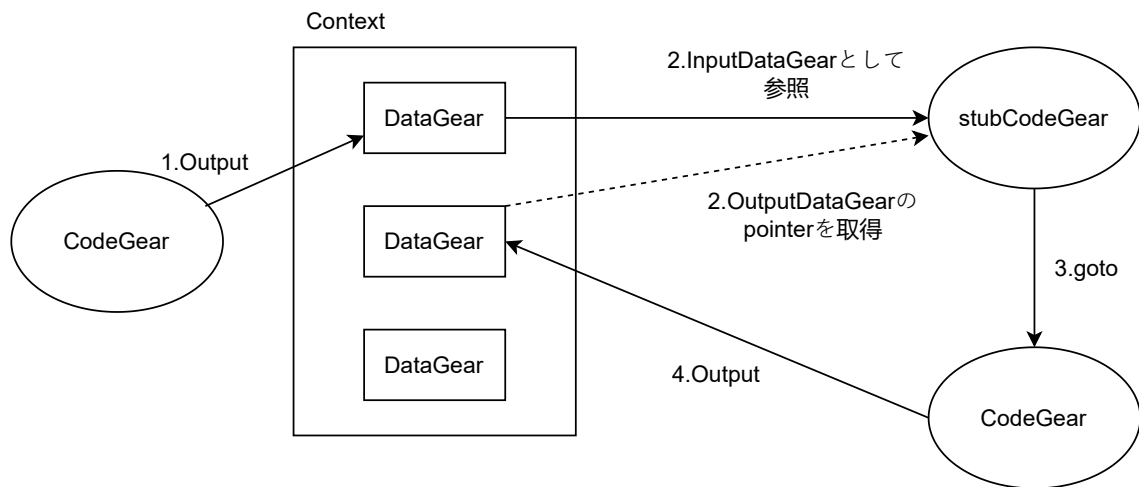 Context
DataGear
2.InputDataGearとして
参照
stubCodeGear
1.Output
CodeGear
DataGear
2.OutputDataGearの
pointerを取得
3.goto
DataGear
4.Output
CodeGear